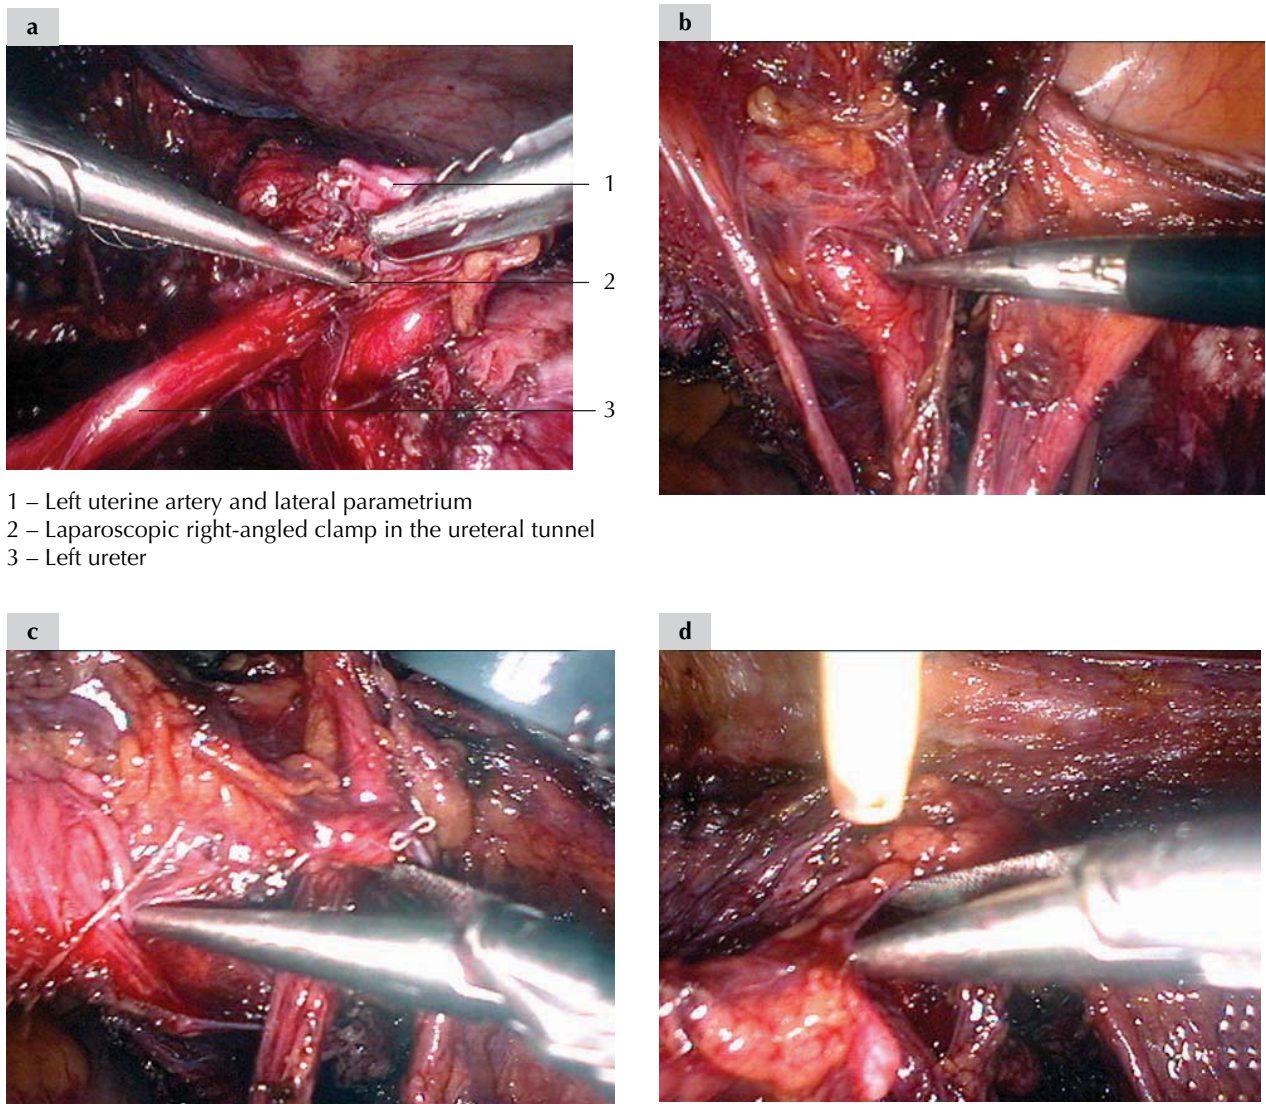 a
b
1
2
3
1 – Left uterine artery and lateral parametrium
2 – Laparoscopic right-angled clamp in the ureteral tunnel
3 – Left ureter
c
d